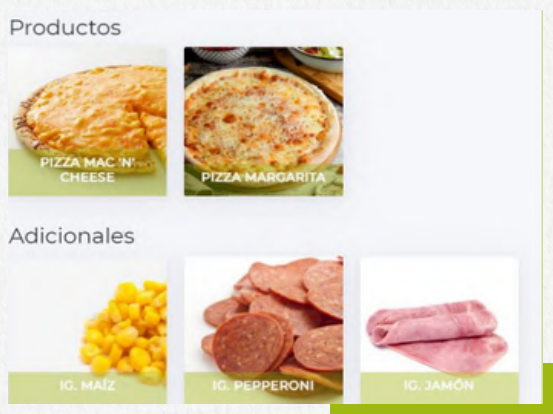 Productos
PIZZA MAC 'N'
CHEESE
PIZZA MARGARITA
Adicionales
IG. MAÍZ
IG. PEPPERONI
IG. JAMÓN